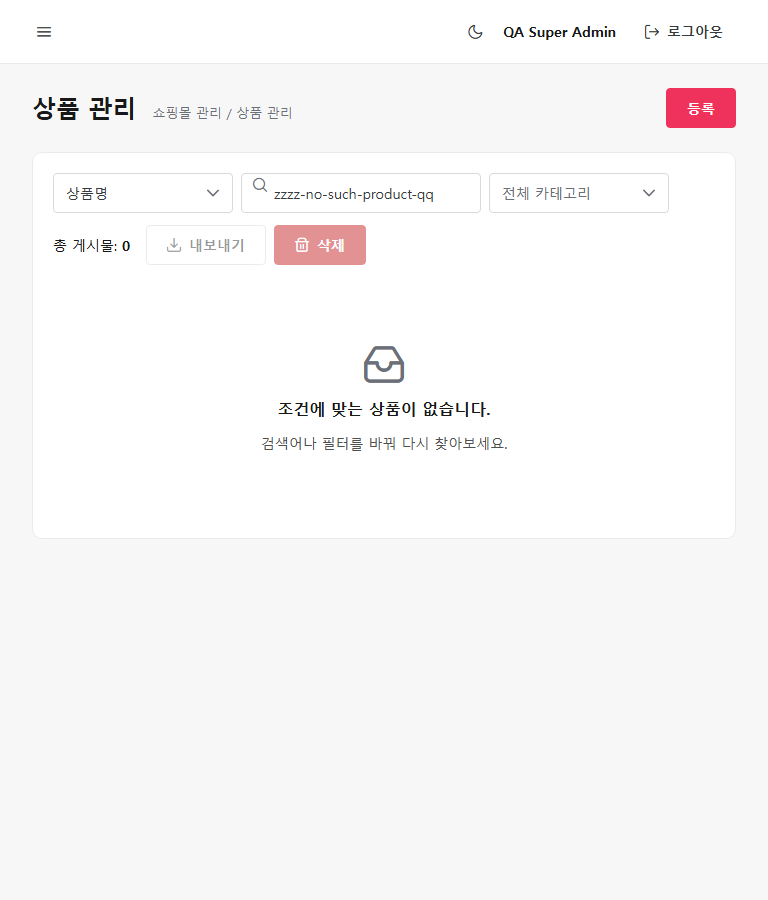 QA Super Admin 로그아웃
상품 관리 쇼핑몰 관리 / 상품 관리 등록
상품명 zzzz-no-such-product-qq 전체 카테고리
총 게시물: 0 내보내기 삭제
조건에 맞는 상품이 없습니다.
검색어나 필터를 바꿔 다시 찾아보세요.